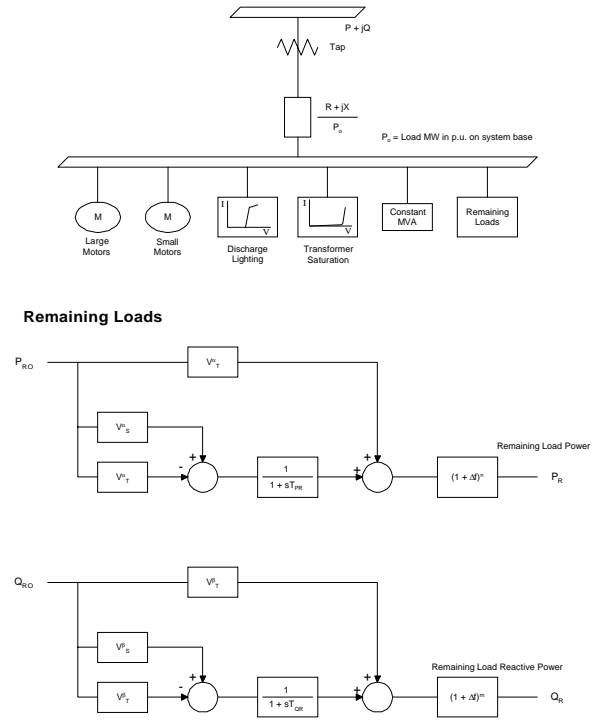 P + jQ
Tap
R + jX
Pₒ
Pₒ = Load MW in p.u. on system base
M
M
I
V
I
V
Constant
MVA
Remaining
Loads
Large
Motors
Small
Motors
Discharge
Lighting
Transformer
Saturation
Remaining Loads
P_RO
V^α_T
V^α_S
V^α_T
+
-
1
1 + sT_PR
+
+
(1 + Δf)^n
Remaining Load Power
P_R
Q_RO
V^β_T
V^β_S
V^β_T
+
-
1
1 + sT_QR
+
+
(1 + Δf)^m
Remaining Load Reactive Power
Q_R